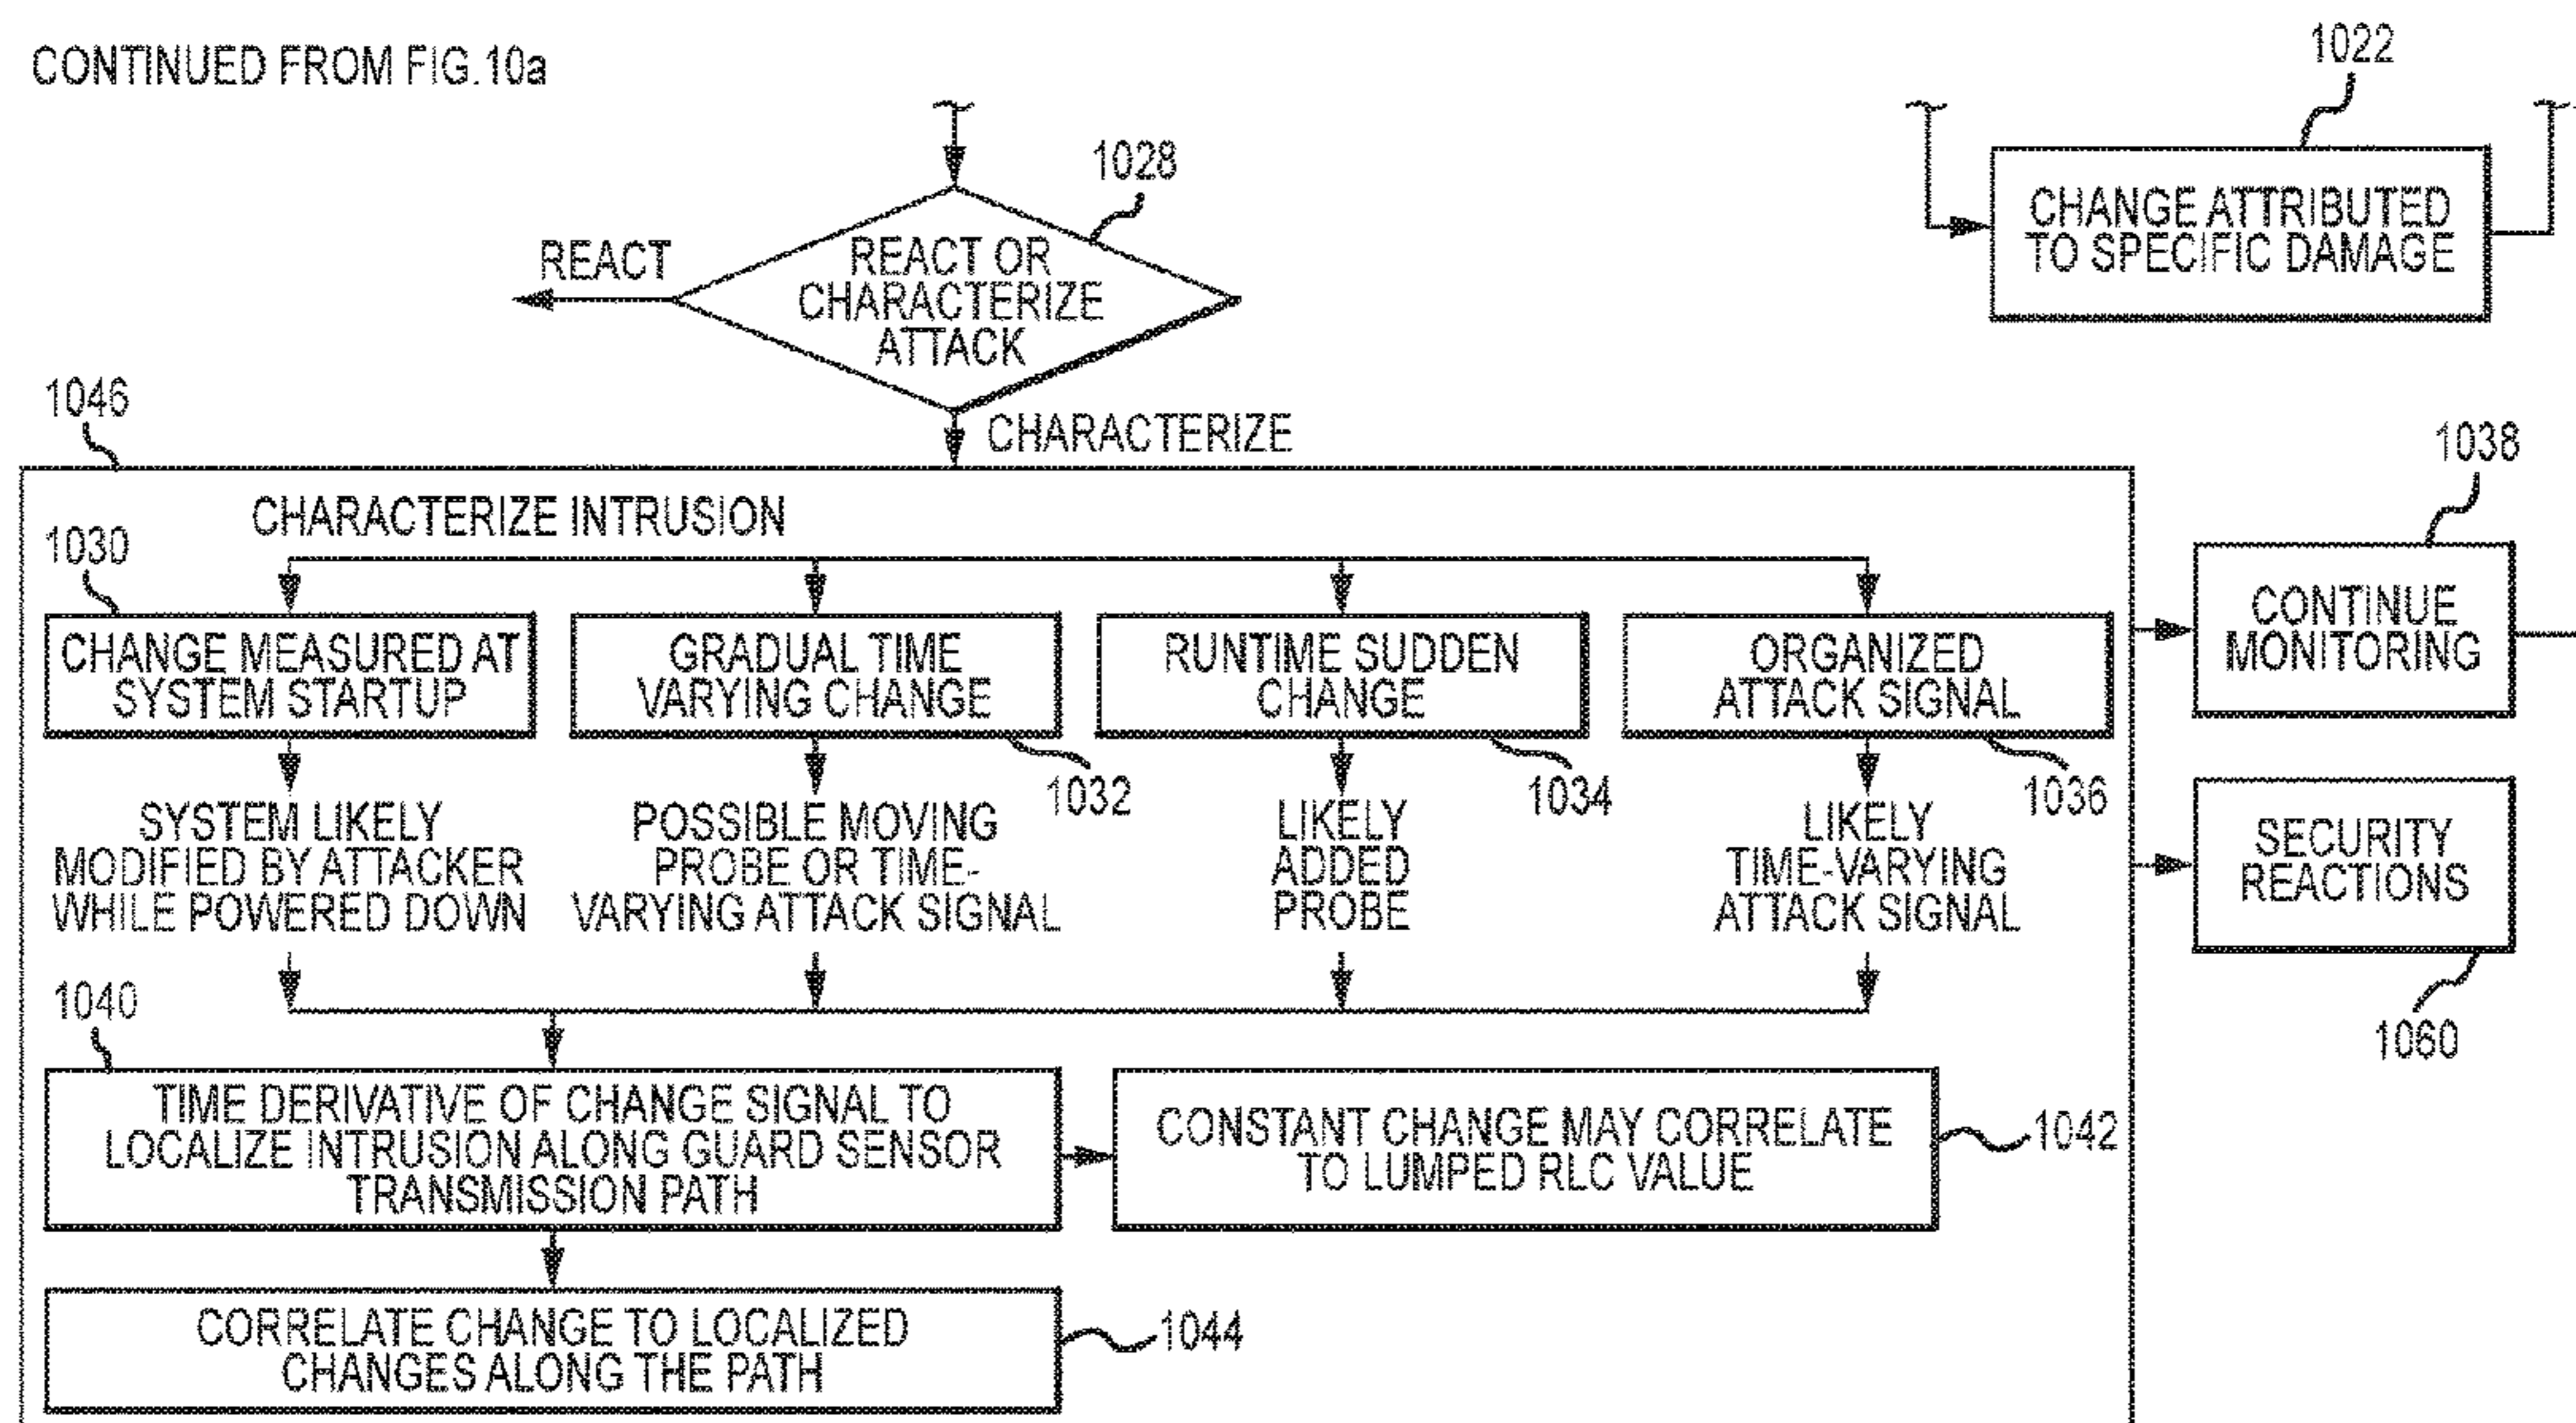 CONTINUED FROM FIG.10a
1022
1028
CHANGE ATTRIBUTED
TO SPECIFIC DAMAGE
REACT
REACT OR
CHARACTERIZE
ATTACK
1046
CHARACTERIZE
1038
CHARACTERIZE INTRUSION
1030
CHANGE MEASURED AT
SYSTEM STARTUP
GRADUAL TIME
VARYING CHANGE
RUNTIME SUDDEN
CHANGE
ORGANIZED
ATTACK SIGNAL
CONTINUE
MONITORING
1032
1034
1036
SYSTEM LIKELY
MODIFIED BY ATTACKER
WHILE POWERED DOWN
POSSIBLE MOVING
PROBE OR TIME-
VARYING ATTACK SIGNAL
LIKELY
ADDED
PROBE
LIKELY
TIME-VARYING
ATTACK SIGNAL
SECURITY
REACTIONS
1040
1060
TIME DERIVATIVE OF CHANGE SIGNAL TO
LOCALIZE INTRUSION ALONG GUARD SENSOR
TRANSMISSION PATH
CONSTANT CHANGE MAY CORRELATE
TO LUMPED RLC VALUE
1042
CORRELATE CHANGE TO LOCALIZED
CHANGES ALONG THE PATH
1044